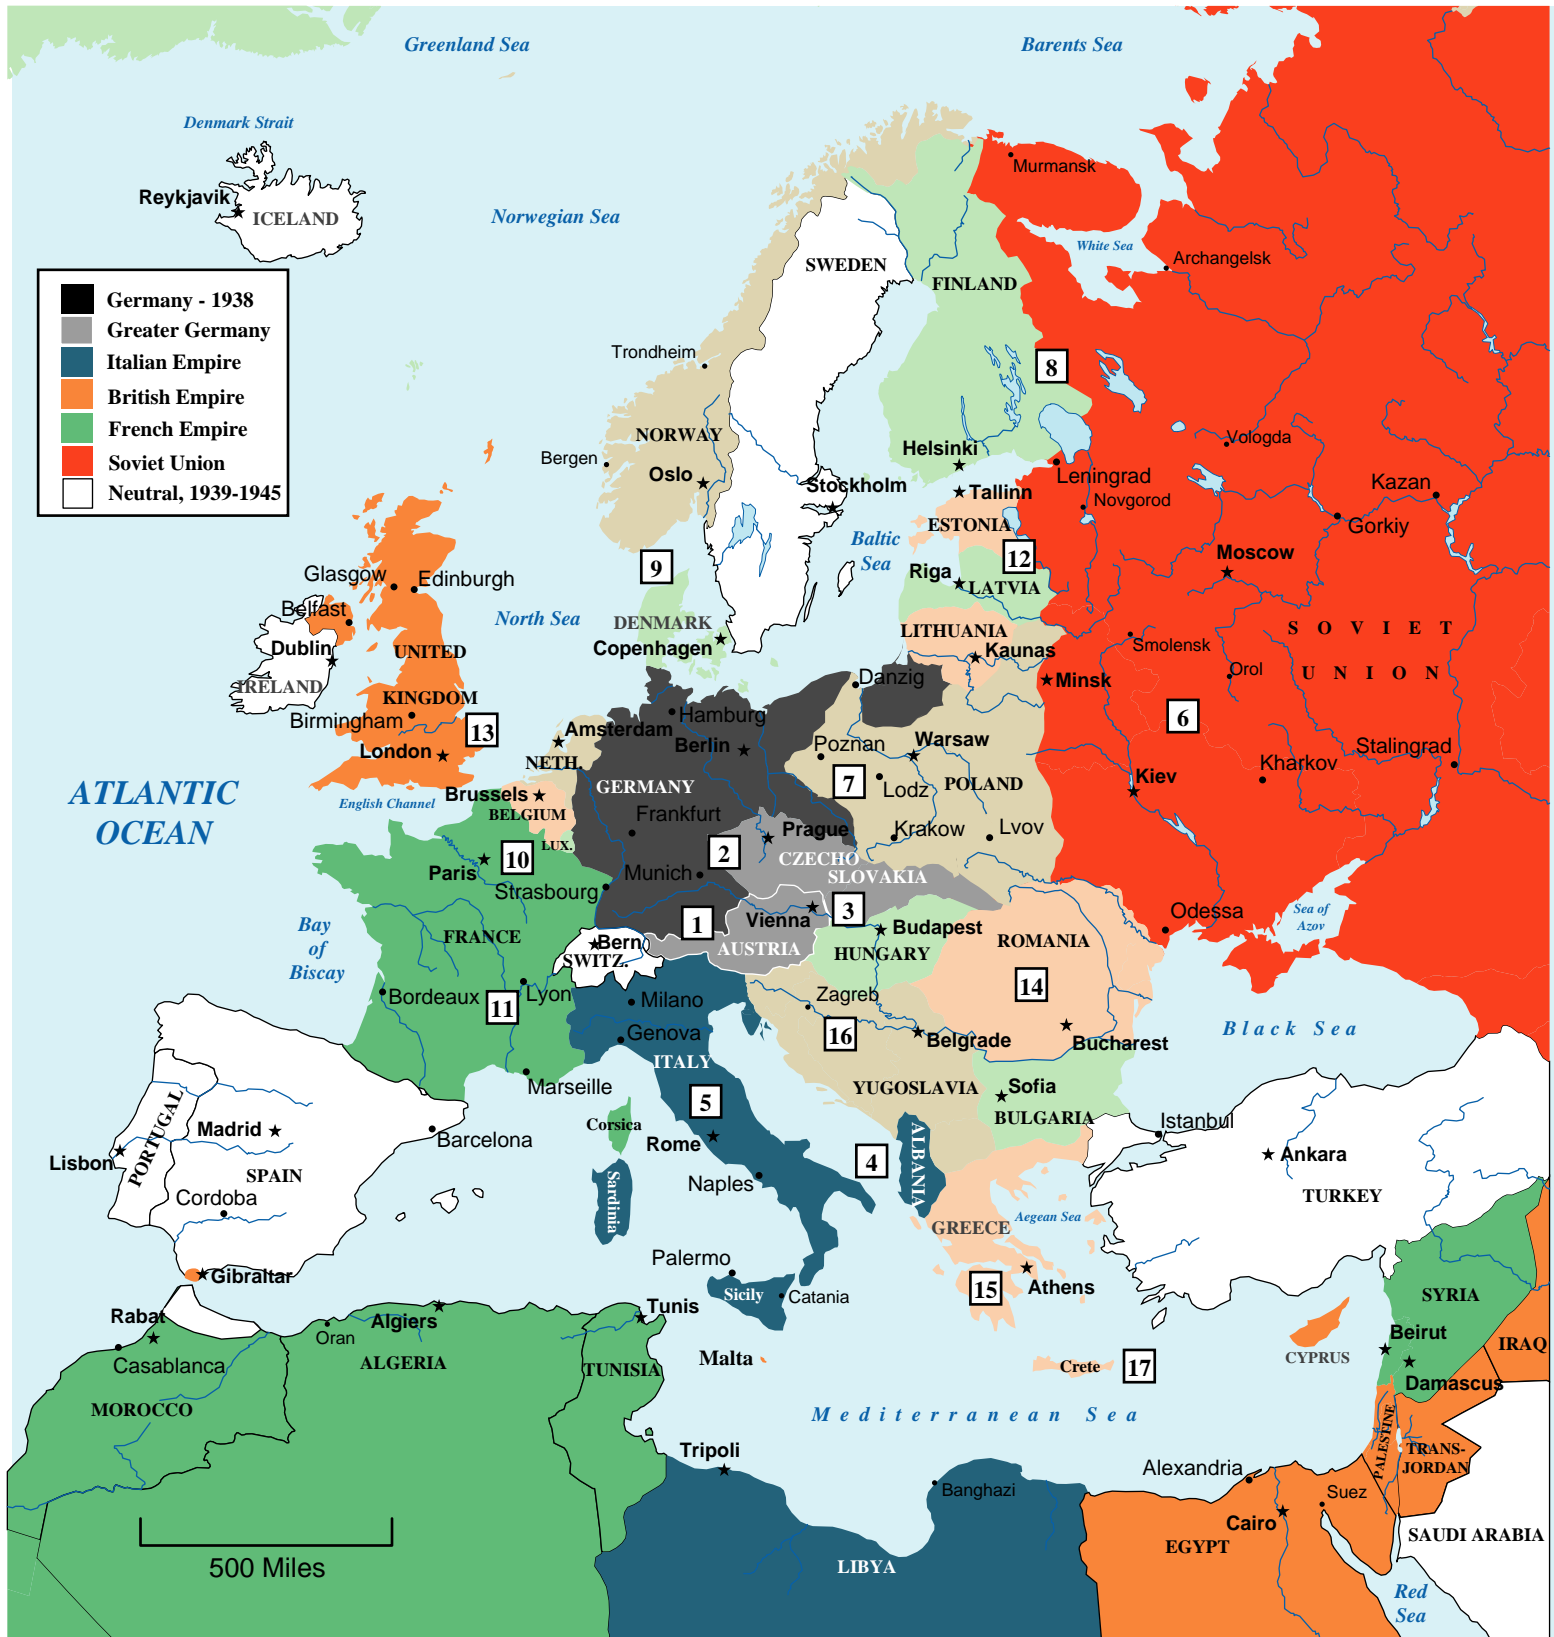 Greenland Sea
Barents Sea
Denmark Strait
Reykjavik
ICELAND
Norwegian Sea
Murmansk
White Sea
Archangelsk
SWEDEN
FINLAND
Germany - 1938
Greater Germany
Italian Empire
British Empire
French Empire
Soviet Union
Neutral, 1939-1945
Trondheim
8
NORWAY
Bergen
Oslo
Helsinki
Stockholm
Tallinn
Leningrad
Novgorod
Vologda
Kazan
Gorkiy
ESTONIA
Baltic
Sea
12
Moscow
9
Glasgow
Edinburgh
Riga
LATVIA
Belfast
North Sea
DENMARK
Copenhagen
LITHUANIA
Kaunas
Smolensk
SOVIET
UNION
Dublin
UNITED
KINGDOM
IRELAND
Minsk
Orol
Danzig
Birmingham
13
London
Amsterdam
NETH.
Hamburg
Berlin
Poznan
Warsaw
6
Stalingrad
Kharkov
ATLANTIC
OCEAN
English Channel
Brussels
BELGIUM
GERMANY
7
Lodz
POLAND
Kiev
Frankfurt
Prague
Krakow
Lvov
LUX.
10
Paris
2
CZECHO
SLOVAKIA
Strasbourg
Munich
Bay
of
Biscay
FRANCE
1
Vienna
3
Budapest
Odessa
Sea of
Azov
Bern
SWITZ.
AUSTRIA
HUNGARY
ROMANIA
14
Bordeaux
11
Lyon
Milano
Zagreb
Genova
16
Belgrade
Bucharest
Black Sea
ITALY
Marseille
YUGOSLAVIA
Sofia
BULGARIA
5
Corsica
Rome
PORTUGAL
Madrid
Barcelona
Lisbon
SPAIN
Cordoba
4
ALBANIA
Istanbul
Ankara
TURKEY
Naples
Sardinia
GREECE
Aegean Sea
Gibraltar
Palermo
Sicily
Catania
15
Athens
Rabat
Casablanca
Oran
Algiers
Tunis
ALGERIA
TUNISIA
Malta
Crete
17
CYPRUS
SYRIA
Beirut
IRAQ
Damascus
MOROCCO
Mediterranean Sea
Tripoli
Banghazi
Alexandria
PALESTINE
TRANS-
JORDAN
Suez
Cairo
EGYPT
SAUDI ARABIA
LIBYA
Red
Sea
500 Miles